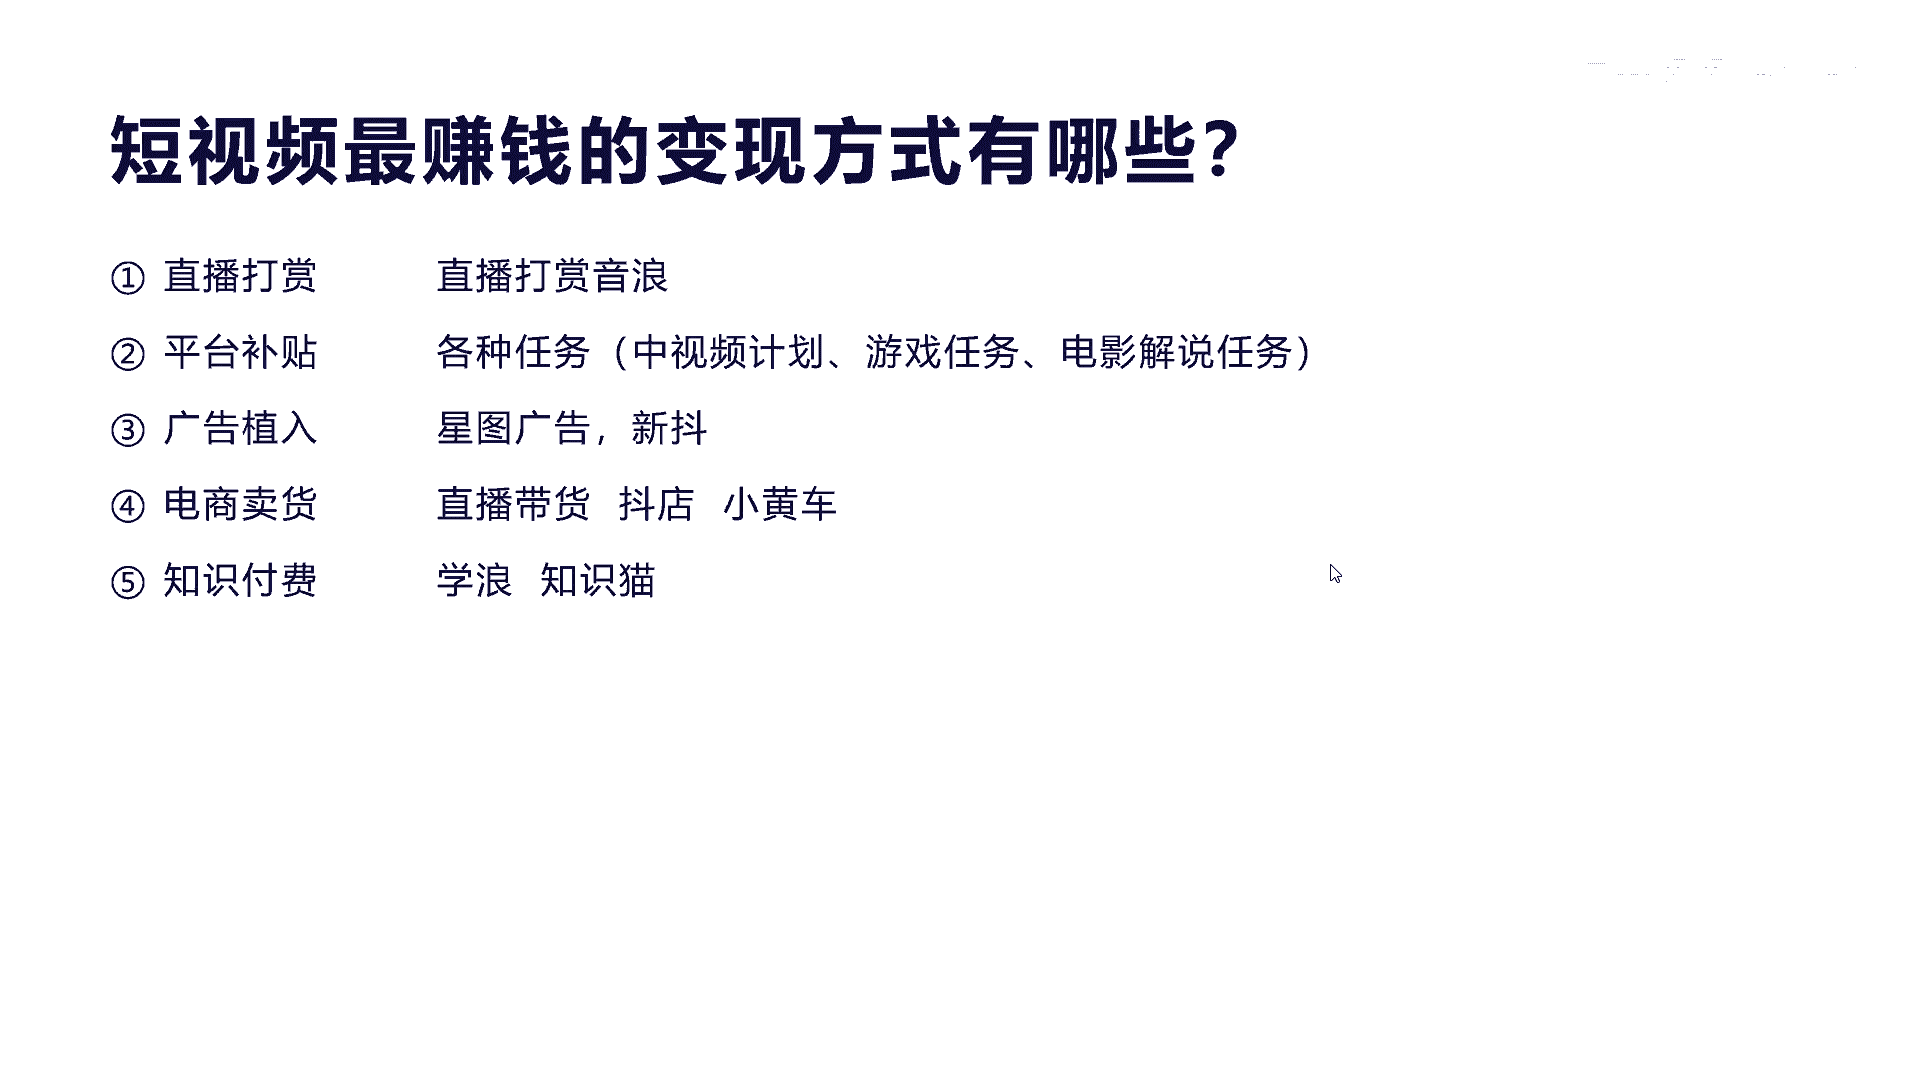 短视频最赚钱的变现方式有哪些？
① 直播打赏 直播打赏音浪
② 平台补贴 各种任务（中视频计划、游戏任务、电影解说任务）
③ 广告植入 星图广告，新抖
④ 电商卖货 直播带货 抖店 小黄车
⑤ 知识付费 学浪 知识猫